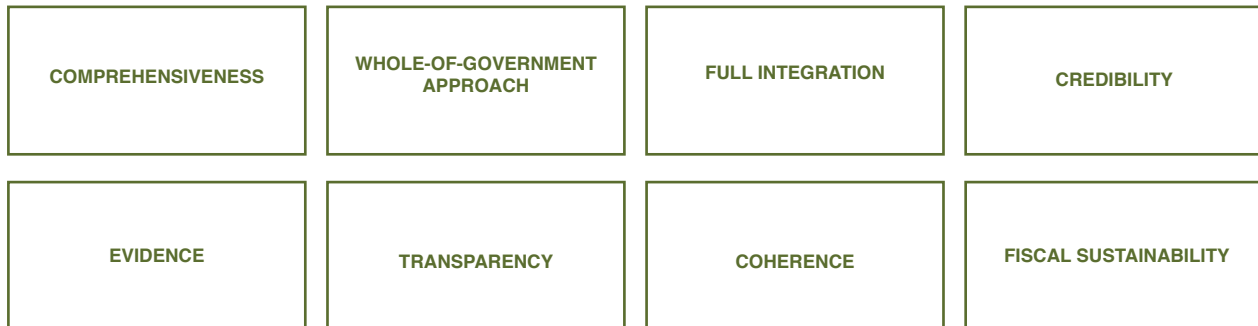 COMPREHENSIVENESS
WHOLE-OF-GOVERNMENT
APPROACH
FULL INTEGRATION
CREDIBILITY
EVIDENCE
TRANSPARENCY
COHERENCE
FISCAL SUSTAINABILITY